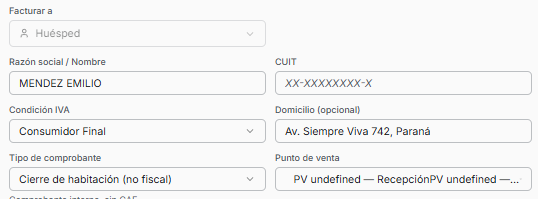 Facturar a
Huésped
Razón social / Nombre
CUIT
MENDEZ EMILIO
XX-XXXXXXXX-X
Condición IVA
Domicilio (opcional)
Consumidor Final
Av. Siempre Viva 742, Paraná
Tipo de comprobante
Punto de venta
Cierre de habitación (no fiscal)
PV undefined — RecepciónPV undefined —...
Comprobante interno, sin CAE